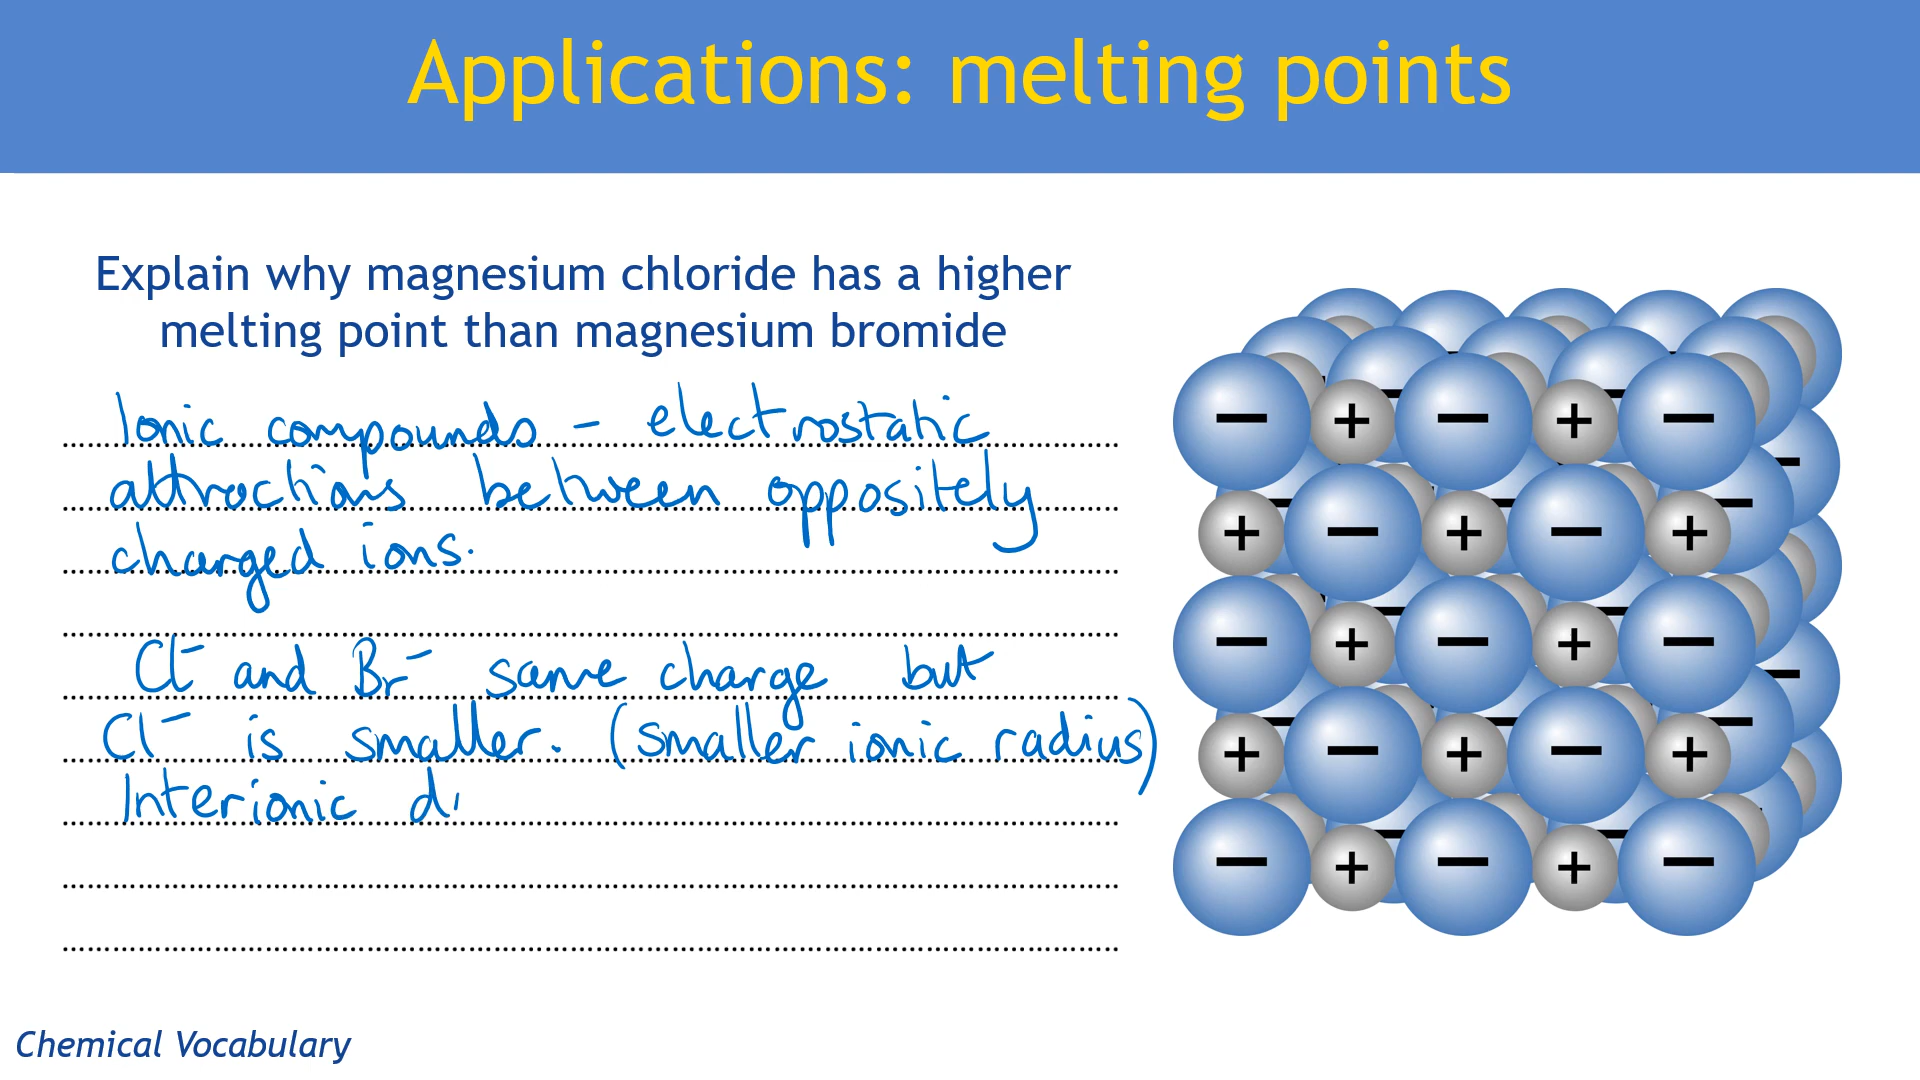 Applications: melting points
Explain why magnesium chloride has a higher
melting point than magnesium bromide
Ionic compounds - electrostatic
attractions between oppositely
charged ions.
Cl⁻ and Br⁻ same charge but
Cl⁻ is smaller. (smaller ionic radius)
Interionic di
Chemical Vocabulary